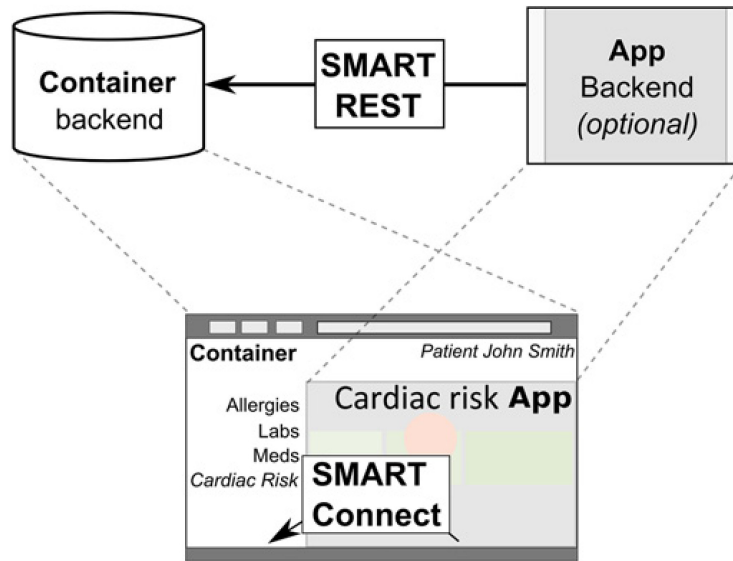 Container
backend
SMART
REST
App
Backend
(optional)
Container
Patient John Smith
Cardiac risk App
Allergies
Labs
Meds
Cardiac Risk
SMART
Connect